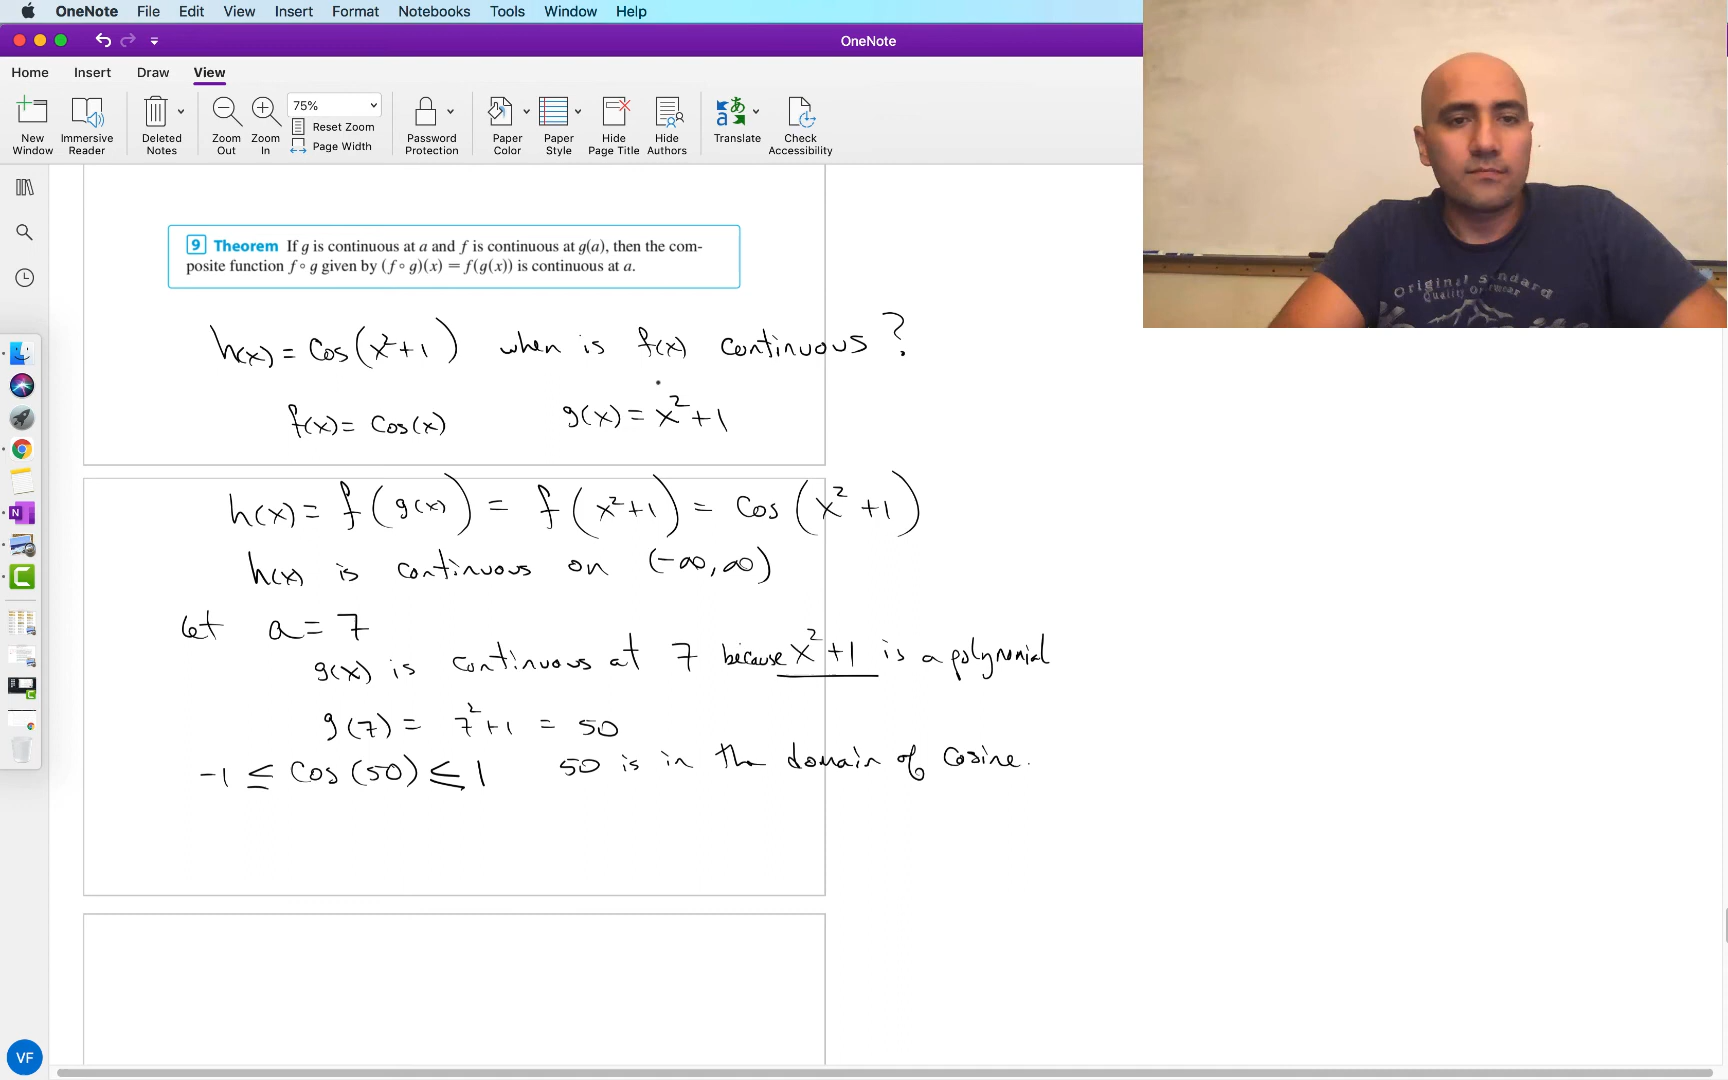 OneNote File Edit View Insert Format Notebooks Tools Window Help
OneNote
Home Insert Draw View
75%
Reset Zoom
Page Width
New Window
Immersive Reader
Deleted Notes
Zoom Out
Zoom In
Password Protection
Paper Color
Paper Style
Hide Page Title
Hide Authors
Translate
Check Accessibility
Original Standard
Quality
9 Theorem If g is continuous at a and f is continuous at g(a), then the com-
posite function f ∘ g given by (f ∘ g)(x) = f(g(x)) is continuous at a.
h(x) = Cos(x²+1) when is f(x) continuous?
f(x) = Cos(x) g(x) = x²+1
h(x) = f(g(x)) = f(x²+1) = Cos(x²+1)
h(x) is continuous on (-∞,∞)
let a = 7
g(x) is continuous at 7 because x²+1 is a polynomial
g(7) = 7²+1 = 50
-1 ≤ Cos(50) ≤ 1 50 is in the domain of Cosine.
VF